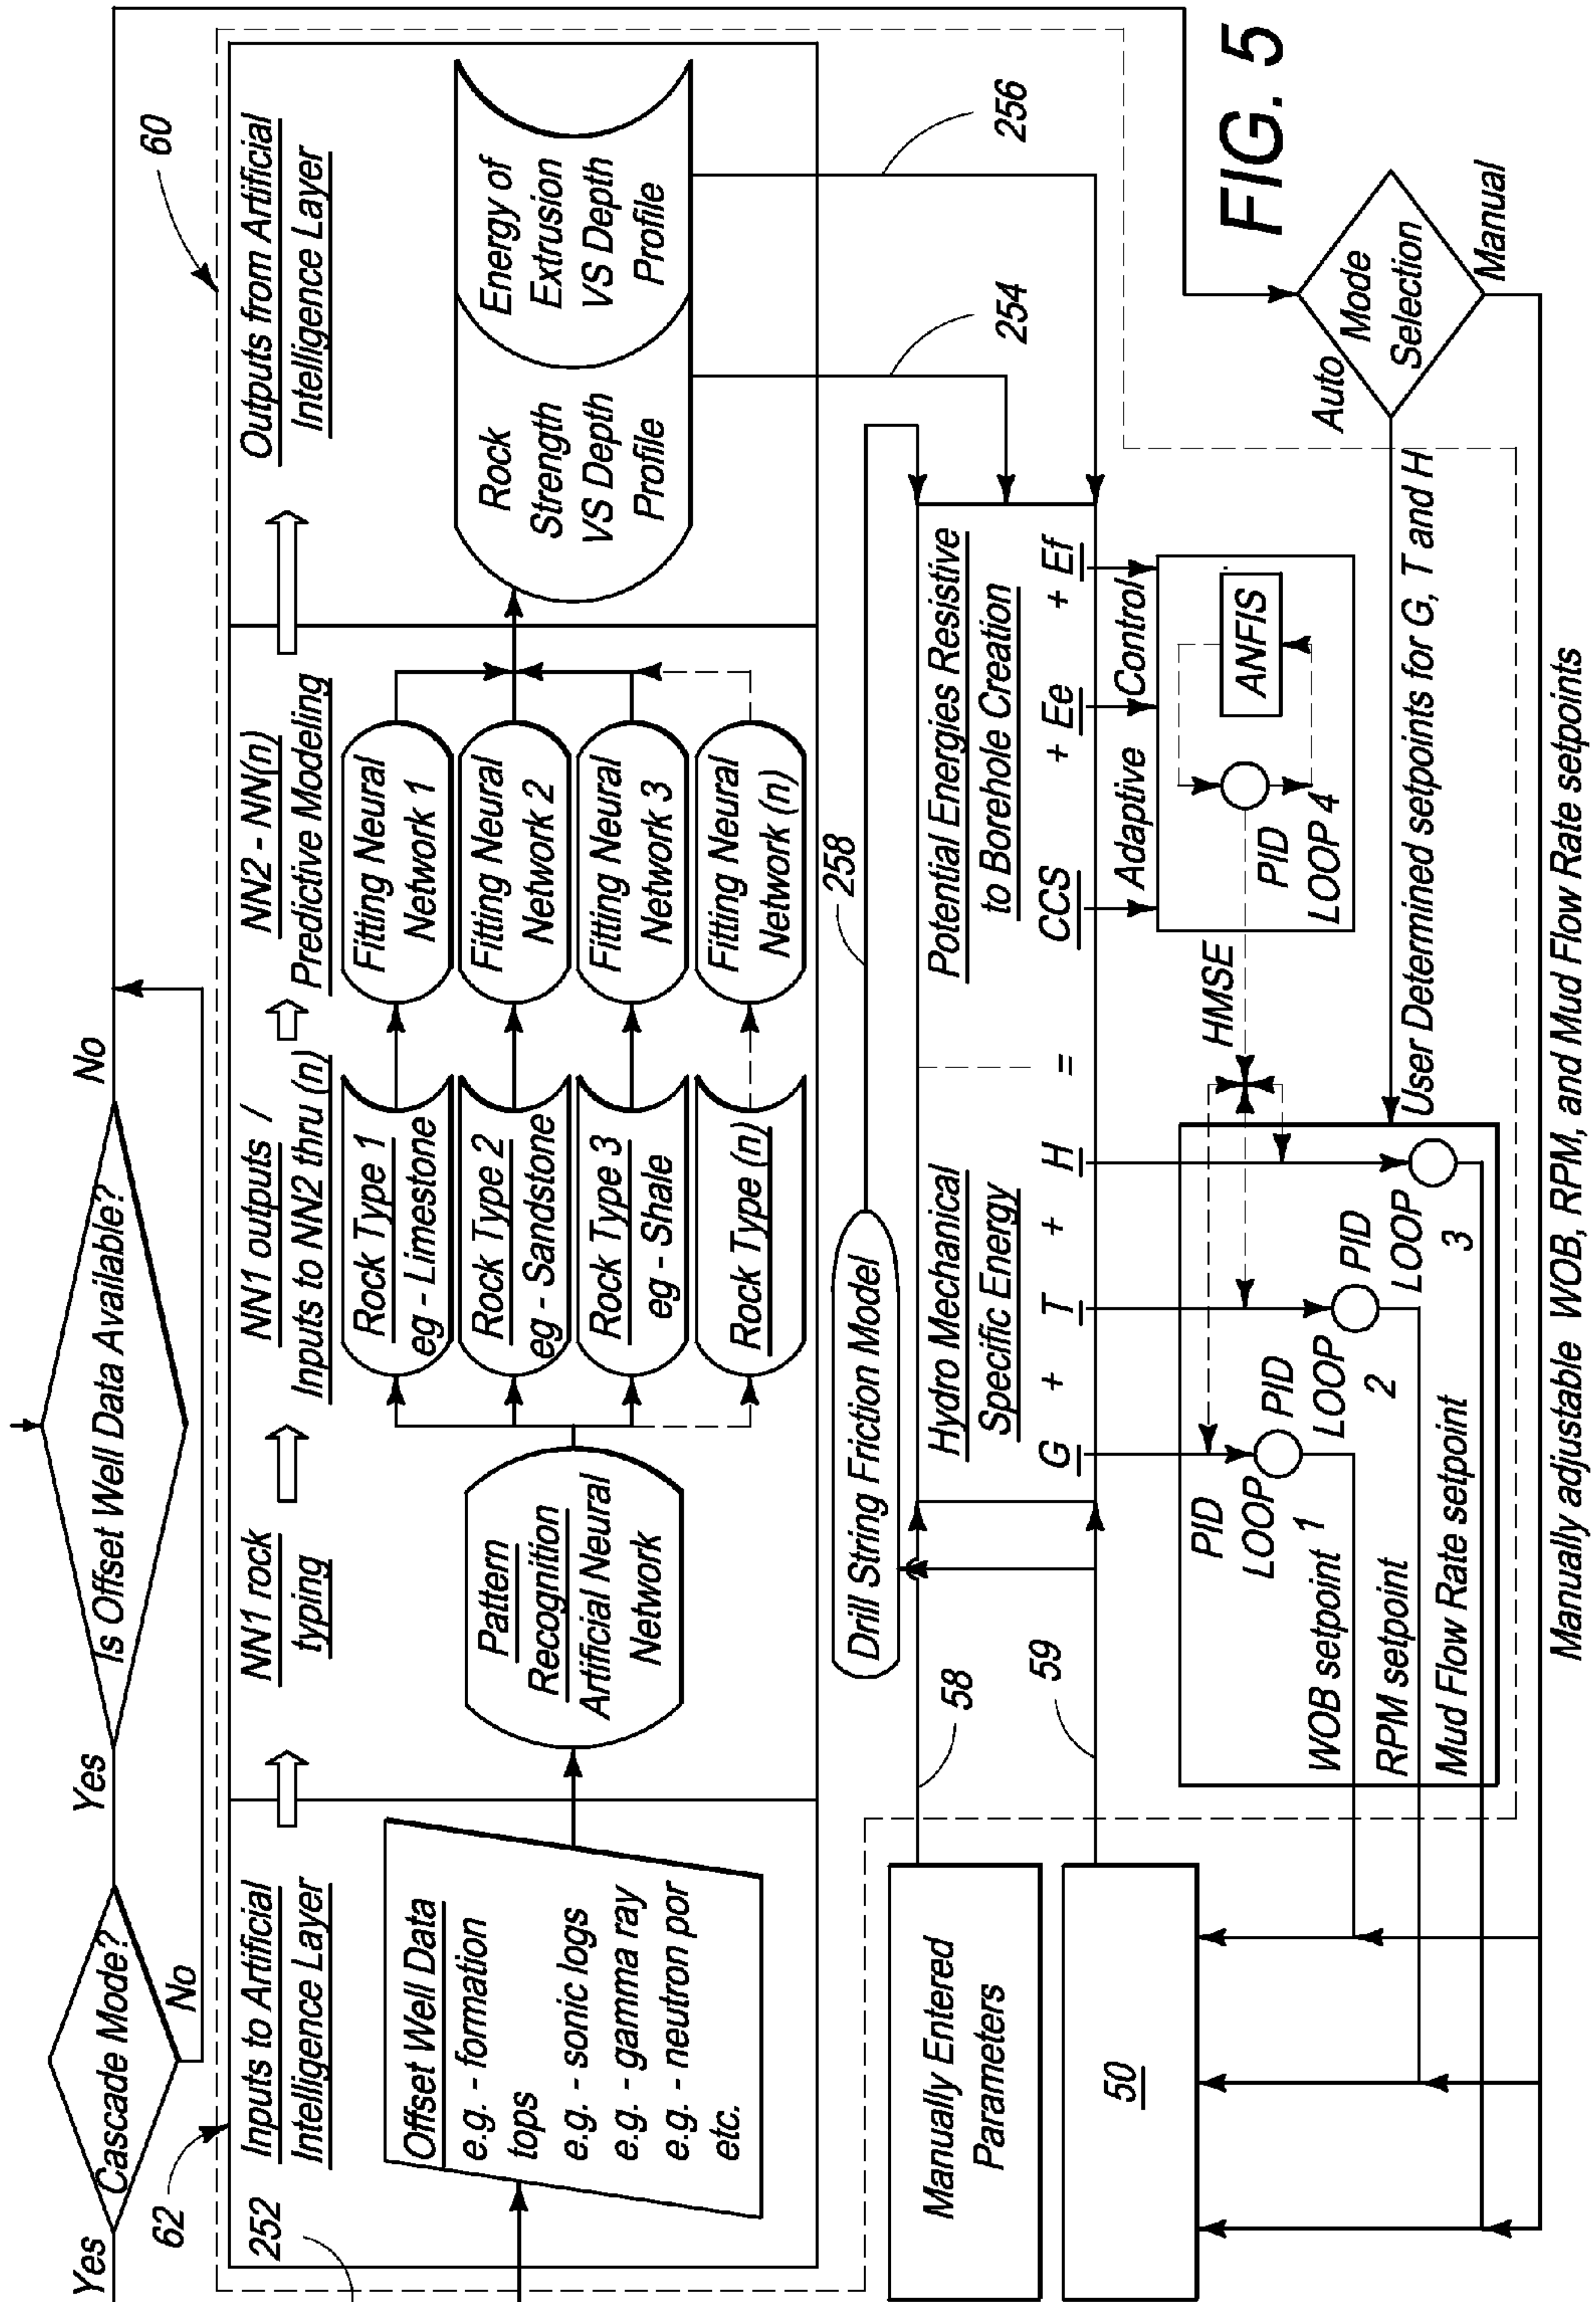 Is Offset Well Data Available?
Yes
Cascade Mode?
Yes
No
No
62
252
60
Inputs to Artificial
Intelligence Layer
NN1 rock
typing
NN1 outputs /
Inputs to NN2 thru (n)
NN2 - NN(n)
Predictive Modeling
Outputs from Artificial
Intelligence Layer
Offset Well Data
e.g. - formation
tops
e.g. - sonic logs
e.g. - gamma ray
e.g. - neutron por
etc.
Pattern
Recognition
Artificial Neural
Network
Rock Type 1
eg - Limestone
Rock Type 2
eg - Sandstone
Rock Type 3
eg - Shale
Rock Type (n)
Fitting Neural
Network 1
Fitting Neural
Network 2
Fitting Neural
Network 3
Fitting Neural
Network (n)
Rock
Strength
VS Depth
Profile
Energy of
Extrusion
VS Depth
Profile
Drill String Friction Model
258
254
256
Manually Entered
Parameters
58
50
59
Hydro Mechanical
Specific Energy
G + T + H =
Potential Energies Resistive
to Borehole Creation
CCS + Ee + Ef
Adaptive Control
ANFIS
PID
LOOP 4
HMSE
PID
LOOP
1
PID
LOOP
2
PID
LOOP
3
WOB setpoint
RPM setpoint
Mud Flow Rate setpoint
User Determined setpoints for G, T and H
Auto
Mode
Selection
Manual
Manually adjustable WOB, RPM, and Mud Flow Rate setpoints
FIG. 5